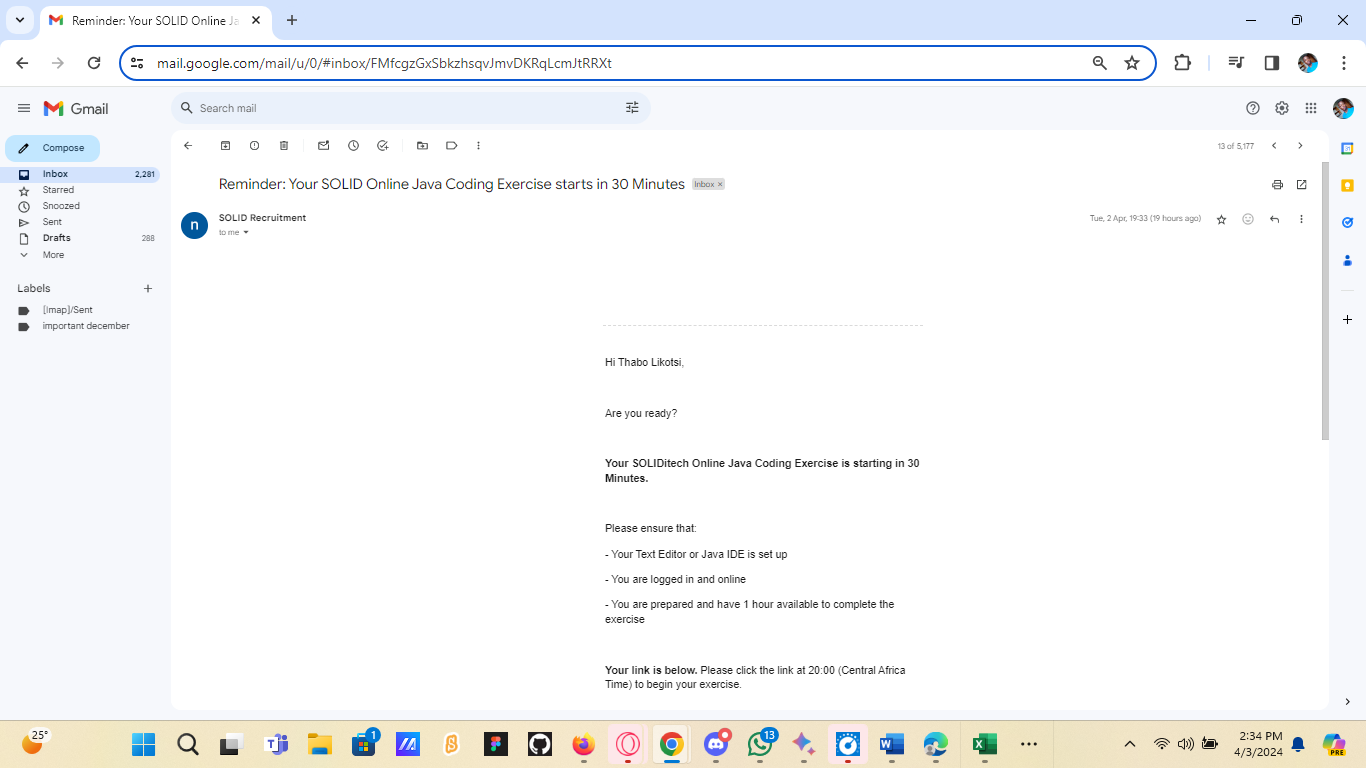 Reminder: Your SOLID Online Ja
mail.google.com/mail/u/0/#inbox/FMfcgzGxSbkzhsqvJmvDKRqLcmJtRRXt
Gmail
Search mail
Compose
13 of 5,177
Inbox 2,281
Starred
Snoozed
Sent
Drafts 288
More
Labels
[Imap]/Sent
important december
Reminder: Your SOLID Online Java Coding Exercise starts in 30 Minutes Inbox ×
n
SOLID Recruitment
Tue, 2 Apr, 19:33 (19 hours ago)
to me
Hi Thabo Likotsi,
Are you ready?
Your SOLIDitech Online Java Coding Exercise is starting in 30
Minutes.
Please ensure that:
- Your Text Editor or Java IDE is set up
- You are logged in and online
- You are prepared and have 1 hour available to complete the
exercise
Your link is below. Please click the link at 20:00 (Central Africa
Time) to begin your exercise.
25°
1
13
2:34 PM
4/3/2024
PRE